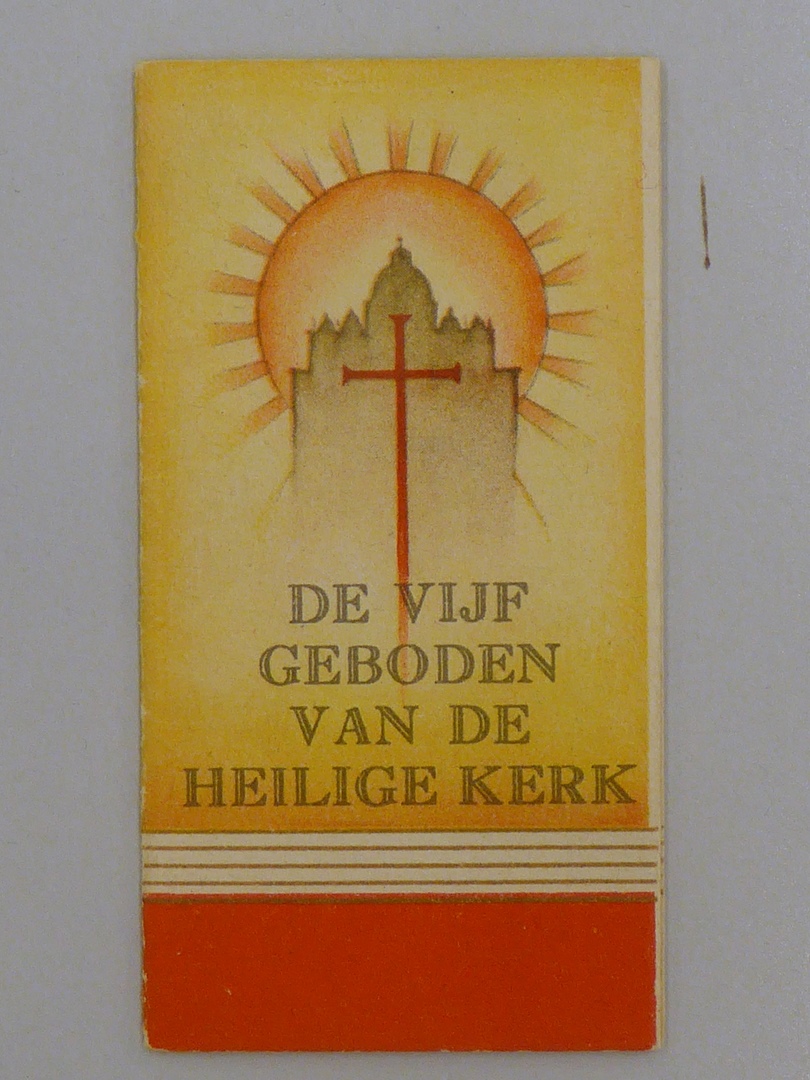 DE VIJF
GEBODEN
VAN DE
HEILIGE KERK